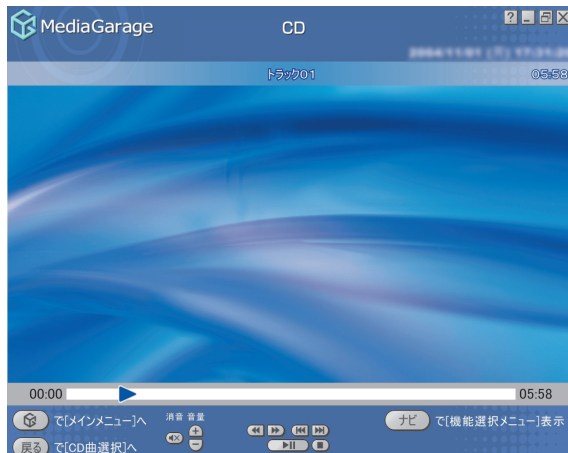 MediaGarage
CD
トラック01 05:58
00:00 05:58
で[メインメニュー]へ 消音 音量 ナビ で[機能選択メニュー]表示
戻る で[CD曲選択]へ